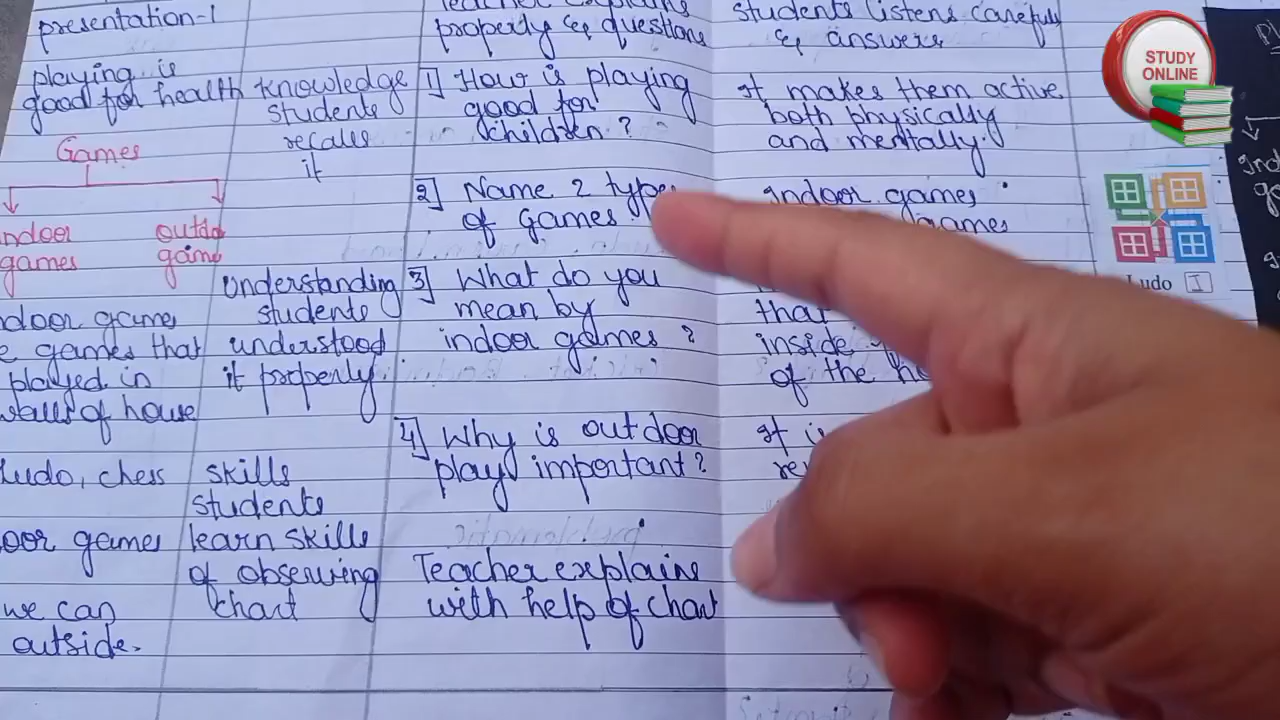 presentation-1
playing is
good for health
Games
indoor
games
outdo
game
ndoor games
e games that
played in
walls of house
ludo, chess
oor games
we can
outside.
knowledge
students
recalls
it
understanding
students
understood
it properly.
skills
students
learn skills
of observing
chart
Teacher explains
properly & questions
1] How is playing
good for
children?
2] Name 2 types
of games
3] What do you
mean by
indoor games?
4] Why is outdoor
play important?
Teacher explains
with help of chart
students listens carefully
& answers
It makes them active
both physically
and mentally.
Indoor games
games
that
inside
of the
It is
STUDY
ONLINE
Ludo